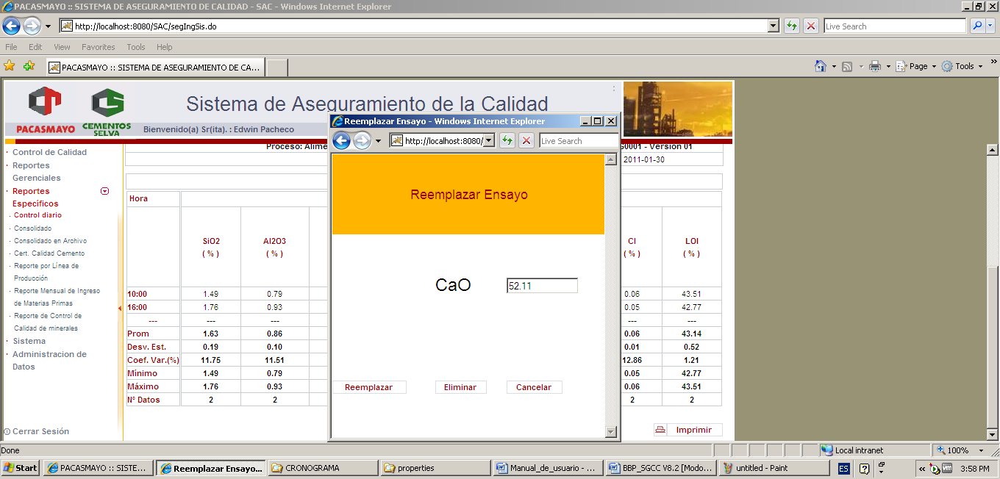 PACASMAYO :: SISTEMA DE ASEGURAMIENTO DE CALIDAD - SAC - Windows Internet Explorer
http://localhost:8080/SAC/segIngSis.do
Live Search
File Edit View Favorites Tools Help
PACASMAYO :: SISTEMA DE ASEGURAMIENTO DE CA...
Page Tools
PACASMAYO
CEMENTOS
SELVA
Sistema de Aseguramiento de la Calidad
Bienvenido(a) Sr(ita). : Edwin Pacheco
Control de Calidad
Reportes
Gerenciales
Reportes
Específicos
Control diario
Consolidado
Consolidado en Archivo
Cert. Calidad Cemento
Reporte por Línea de
Producción
Reporte Mensual de Ingreso
de Materias Primas
Reporte de Control de
Calidad de minerales
Sistema
Administracion de
Datos
Cerrar Sesión
Proceso: Alime
G0001 - Versión 01
2011-01-30
Hora
SiO2 Al2O3 Cl LOI
( % ) ( % ) ( % ) ( % )
10:00 1.49 0.79 0.06 43.51
16:00 1.76 0.93 0.05 42.77
--- --- --- --- ---
Prom 1.63 0.86 0.06 43.14
Desv. Est. 0.19 0.10 0.01 0.52
Coef. Var.(%) 11.75 11.51 12.86 1.21
Mínimo 1.49 0.79 0.05 42.77
Máximo 1.76 0.93 0.06 43.51
Nº Datos 2 2 2 2
Imprimir
Reemplazar Ensayo - Windows Internet Explorer
http://localhost:8080/
Live Search
Reemplazar Ensayo
CaO 52.11
Reemplazar Eliminar Cancelar
Done Local intranet 100%
Start PACASMAYO :: SISTE... Reemplazar Ensayo... CRONOGRAMA properties Manual_de_usuario - ... BBP_SGCC V8.2 [Modo... untitled - Paint ES 3:58 PM